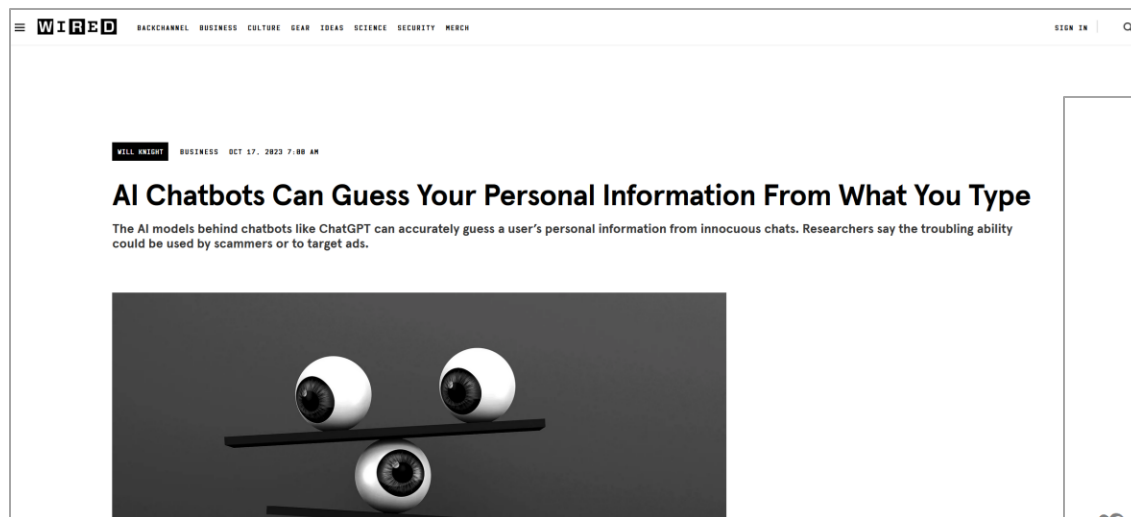 WIRED
BACKCHANNEL BUSINESS CULTURE GEAR IDEAS SCIENCE SECURITY MERCH
SIGN IN
WILL KNIGHT BUSINESS OCT 17, 2023 7:00 AM
AI Chatbots Can Guess Your Personal Information From What You Type
The AI models behind chatbots like ChatGPT can accurately guess a user’s personal information from innocuous chats. Researchers say the troubling ability
could be used by scammers or to target ads.